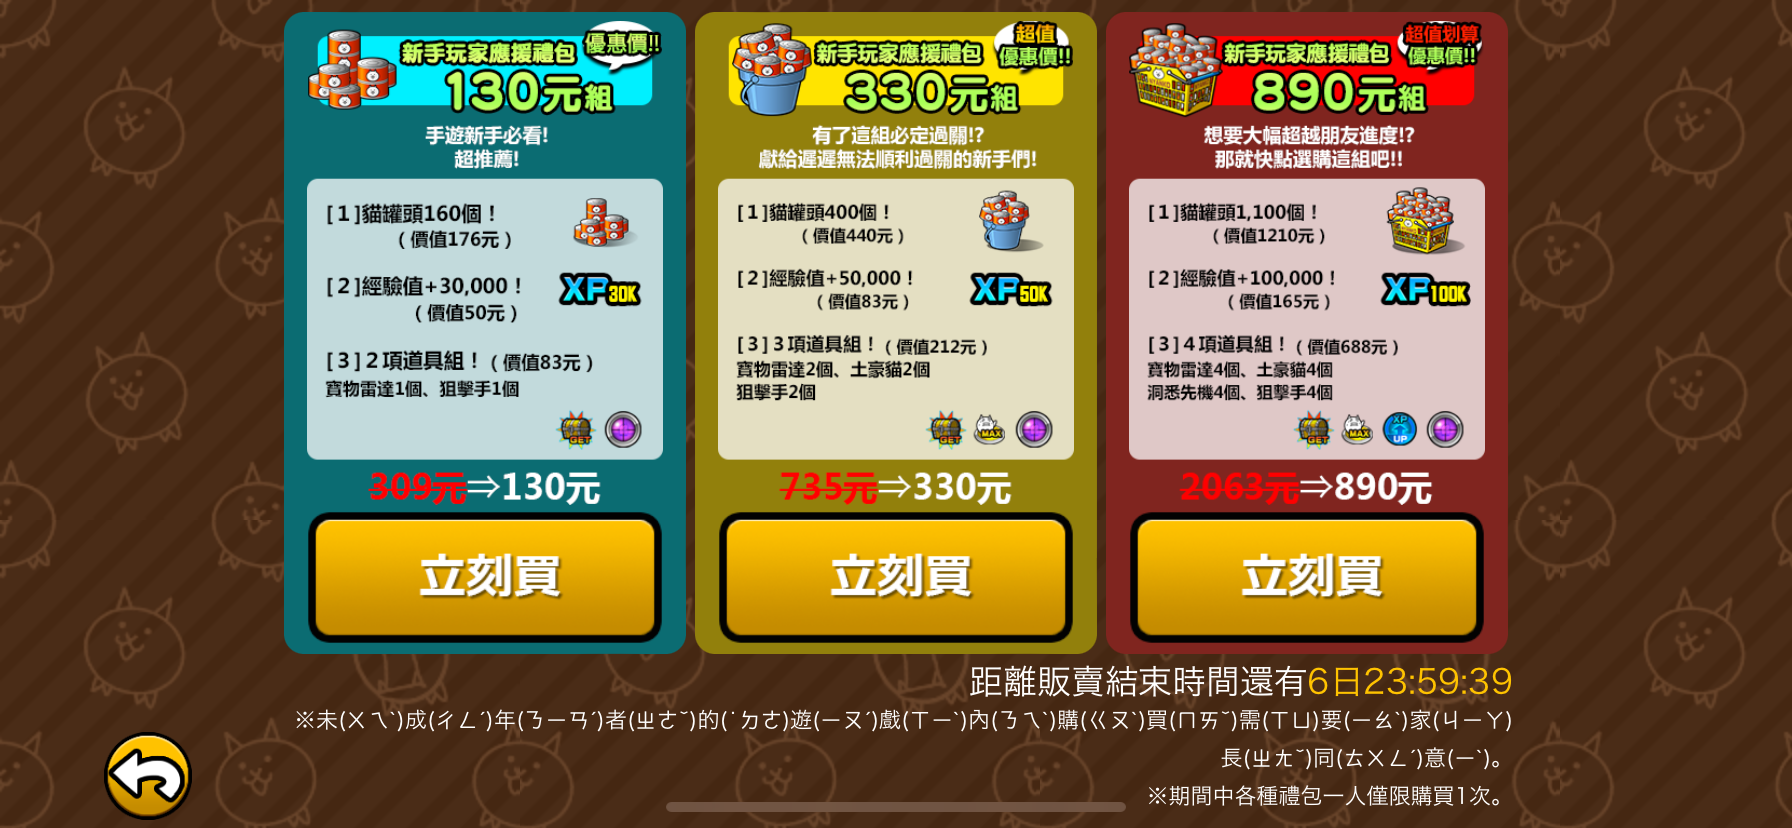 優惠價!!
新手玩家應援禮包
130元組
手遊新手必看!
超推薦!
[1]貓罐頭160個！
（價值176元）
[2]經驗值+30,000！
（價值50元）
XP30K
[3]２項道具組！（價值83元）
寶物雷達1個、狙擊手1個
GET
309元⇒130元
立刻買
超值
優惠價!!
新手玩家應援禮包
330元組
有了這組必定過關!?
獻給遲遲無法順利過關的新手們!
[1]貓罐頭400個！
（價值440元）
[2]經驗值+50,000！
（價值83元）
XP50K
[3]３項道具組！（價值212元）
寶物雷達2個、土豪貓2個
狙擊手2個
GET
MAX
735元⇒330元
立刻買
超值划算
優惠價!!
新手玩家應援禮包
890元組
想要大幅超越朋友進度!?
那就快點選購這組吧!!
[1]貓罐頭1,100個！
（價值1210元）
[2]經驗值+100,000！
（價值165元）
XP100K
[3]４項道具組！（價值688元）
寶物雷達4個、土豪貓4個
洞悉先機4個、狙擊手4個
GET
MAX
XP
UP
2063元⇒890元
立刻買
距離販賣結束時間還有6日23:59:39
※未(ㄨㄟˋ)成(ㄔㄥˊ)年(ㄋㄧㄢˊ)者(ㄓㄜˇ)的(˙ㄉㄜ)遊(ㄧㄡˊ)戲(ㄒㄧˋ)內(ㄋㄟˋ)購(ㄍㄡˋ)買(ㄇㄞˇ)需(ㄒㄩ)要(ㄧㄠˋ)家(ㄐㄧㄚ)
長(ㄓㄤˇ)同(ㄊㄨㄥˊ)意(ㄧˋ)。
※期間中各種禮包一人僅限購買1次。